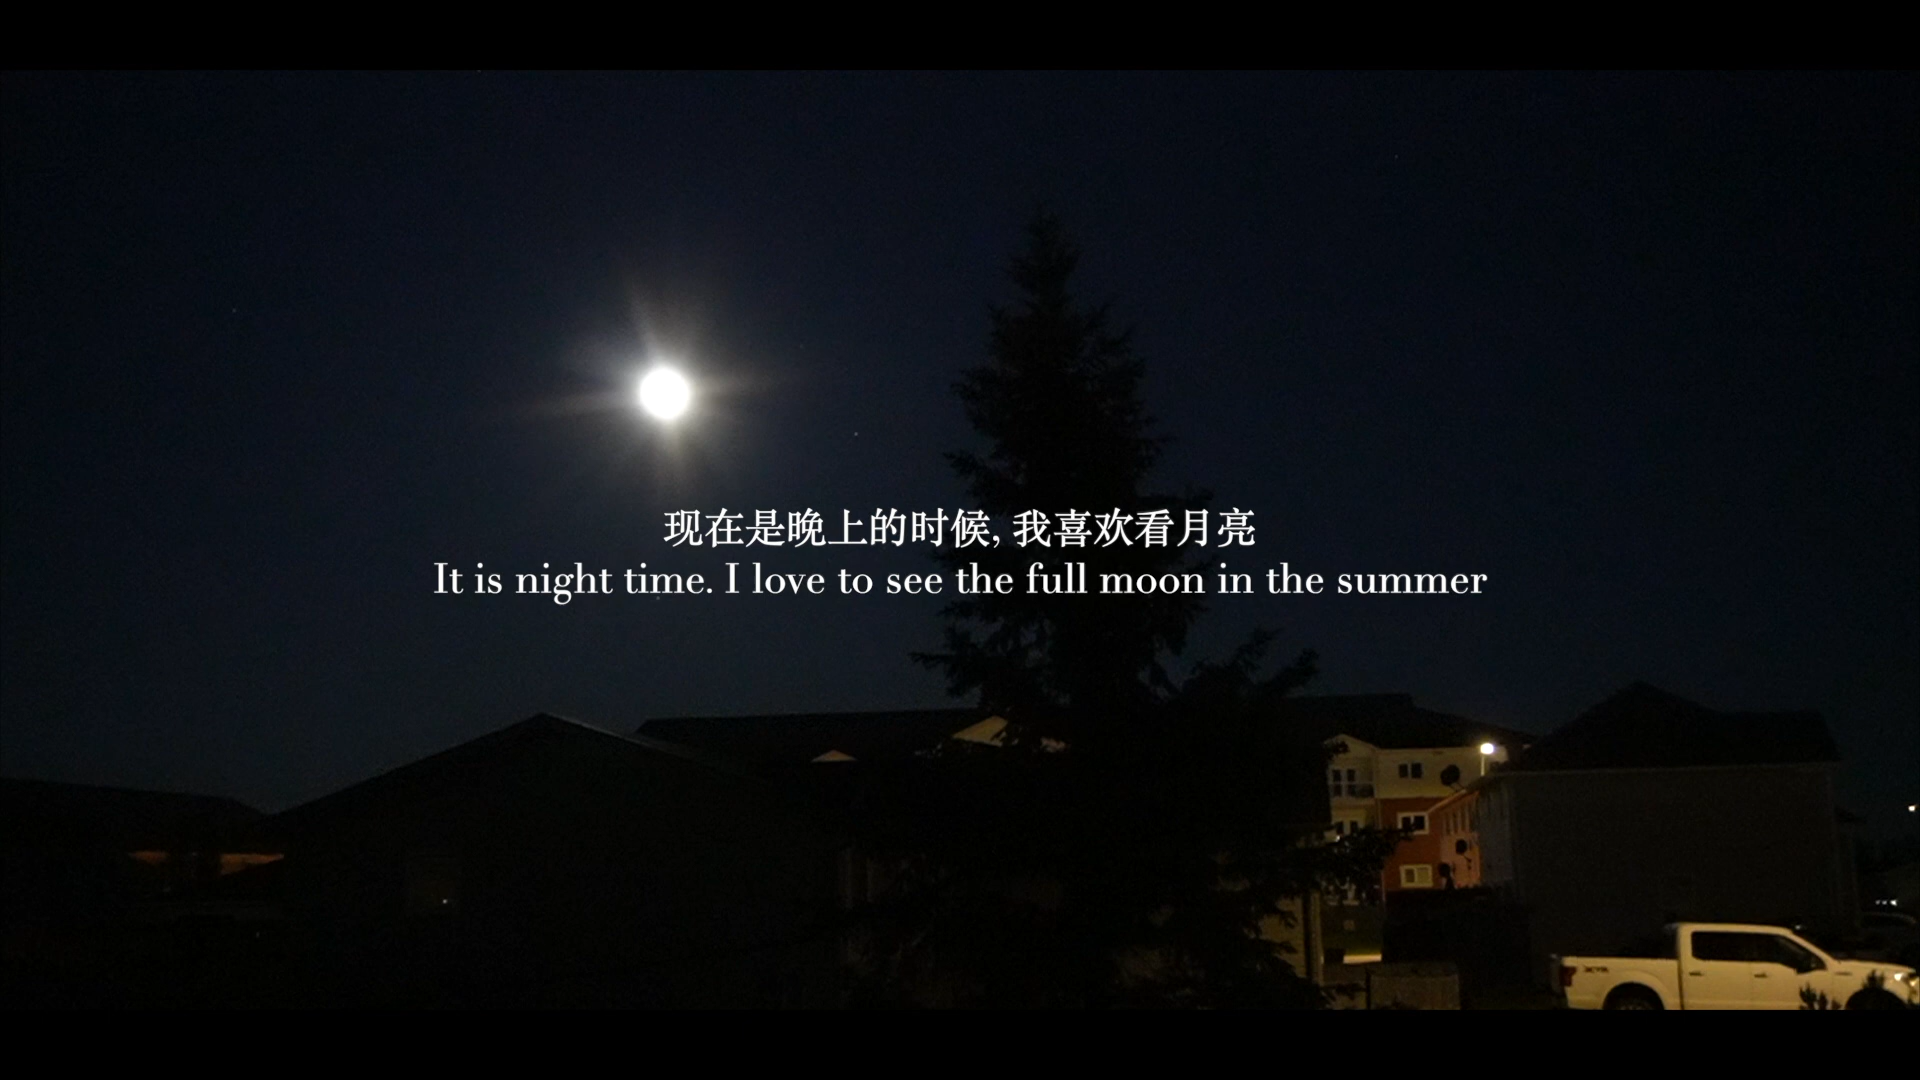 现在是晚上的时候, 我喜欢看月亮
It is night time. I love to see the full moon in the summer